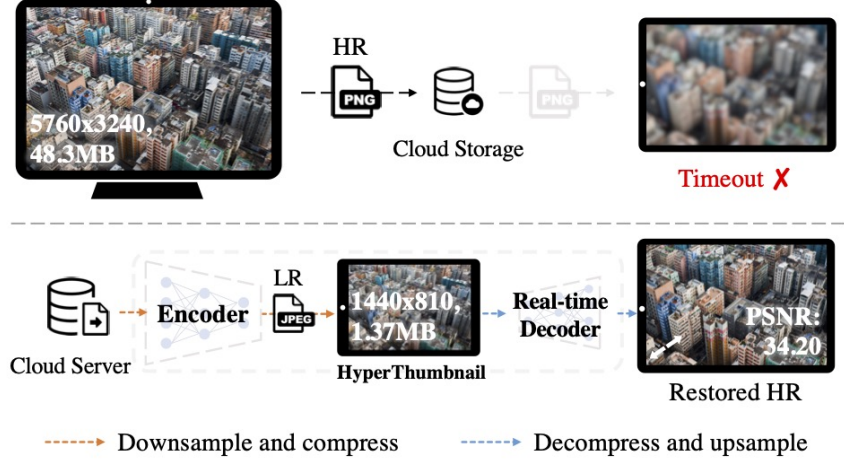 HR
PNG
PNG
5760x3240,
48.3MB
Cloud Storage
Timeout ✗
LR
JPEG
Encoder
1440x810,
1.37MB
Real-time
Decoder
PSNR:
34.20
Cloud Server
HyperThumbnail
Restored HR
Downsample and compress
Decompress and upsample